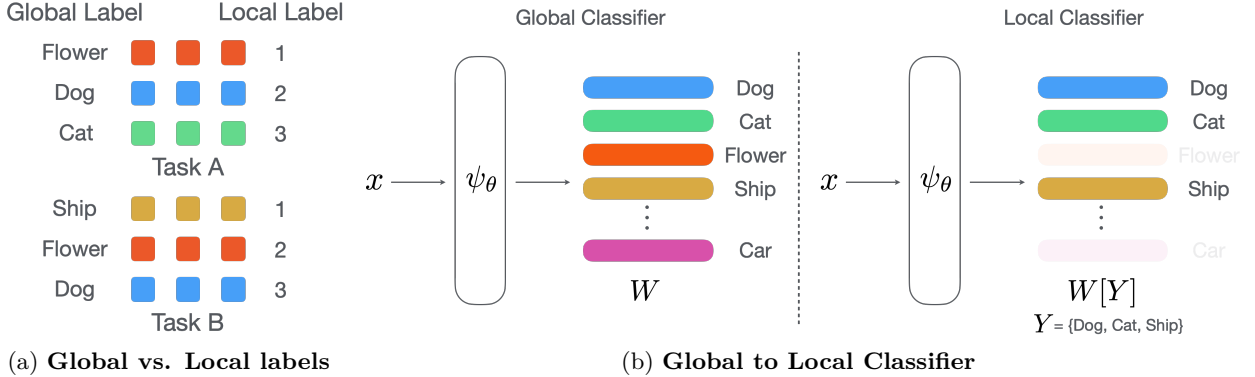 Global Label Local Label
Flower 1
Dog 2
Cat 3
Task A
Ship 1
Flower 2
Dog 3
Task B
(a) Global vs. Local labels
Global Classifier
x ψθ
Dog
Cat
Flower
Ship
⋮
Car
W
Local Classifier
x ψθ
Dog
Cat
Flower
Ship
⋮
Car
W[Y]
Y = {Dog, Cat, Ship}
(b) Global to Local Classifier